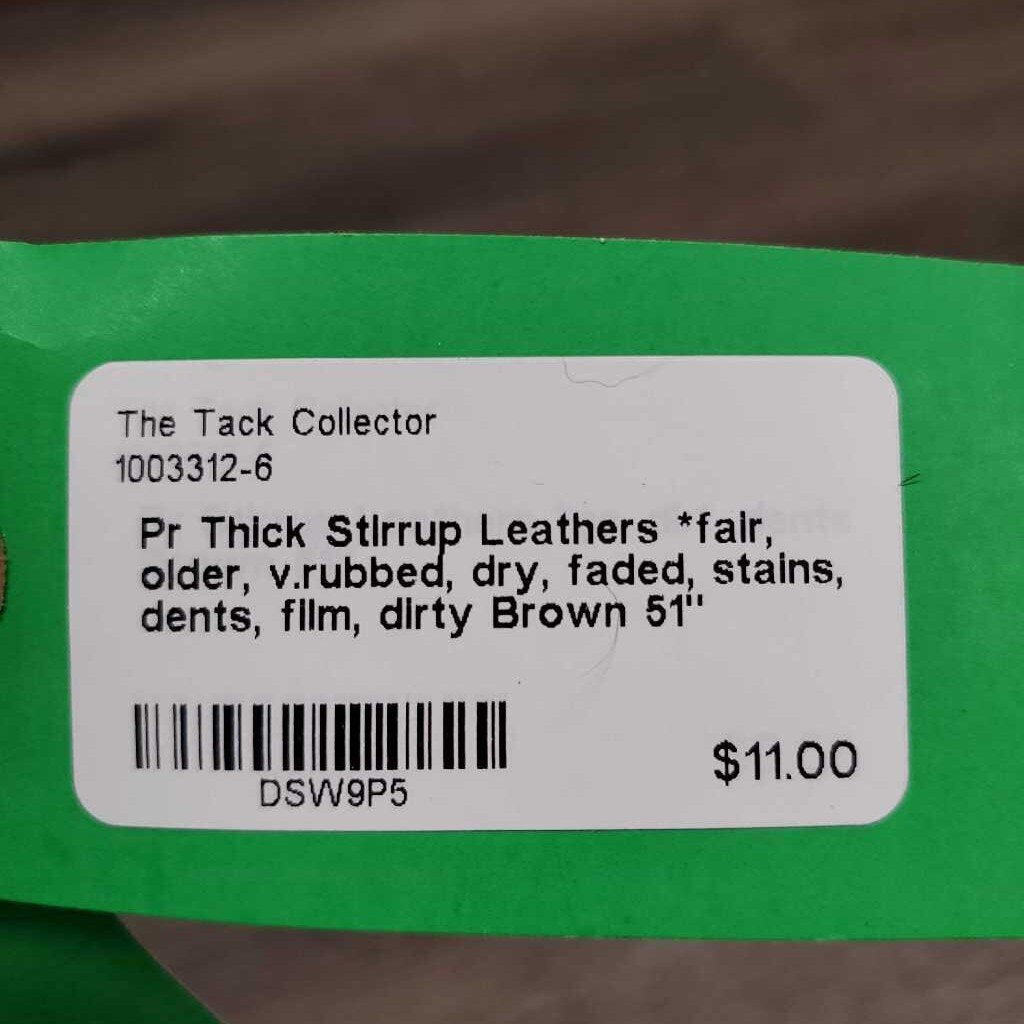 The Tack Collector
1003312-6
Pr Thick Stirrup Leathers *fair,
older, v.rubbed, dry, faded, stains,
dents, film, dirty Brown 51"
DSW9P5
$11.00